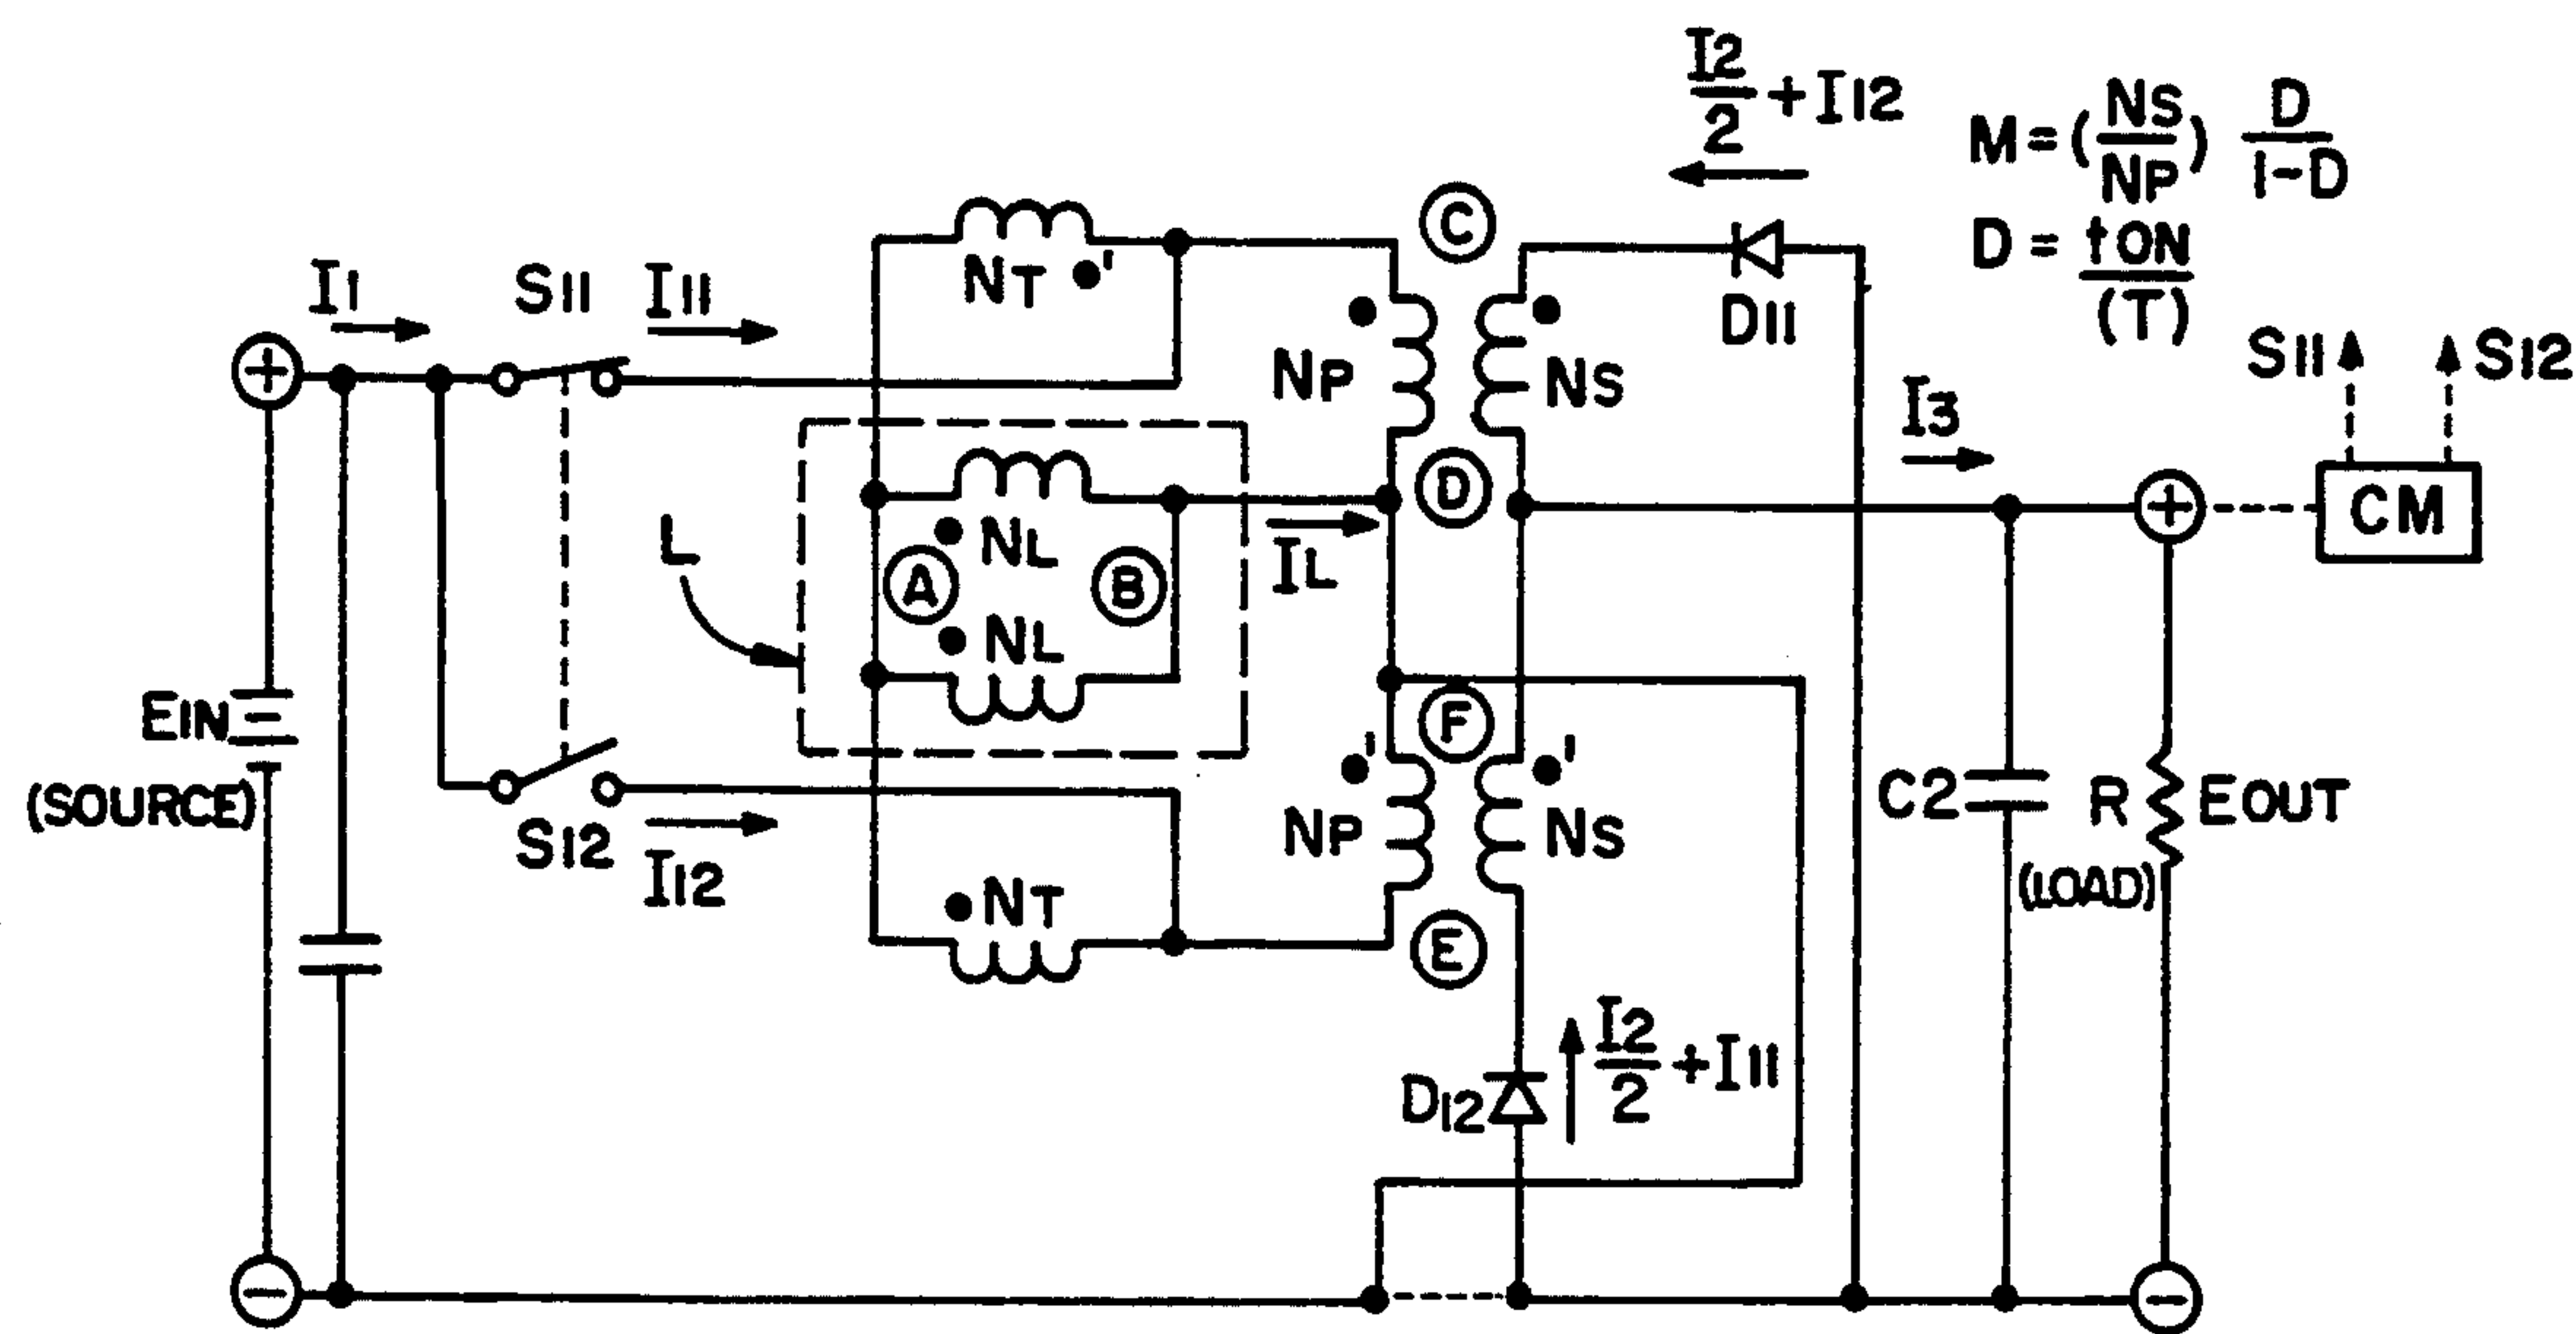 I2/2 + I12
M = (NS/NP) D/1-D
D = tON/(T)
C
I1
S11
I11
NT
NP
NS
D11
S11
S12
I3
+
L
A
NL
B
NL
IL
D
+
CM
EIN
(SOURCE)
F
S12
I12
NT
NP
NS
C2
R
EOUT
(LOAD)
E
D12
I2/2 + I11
−
−